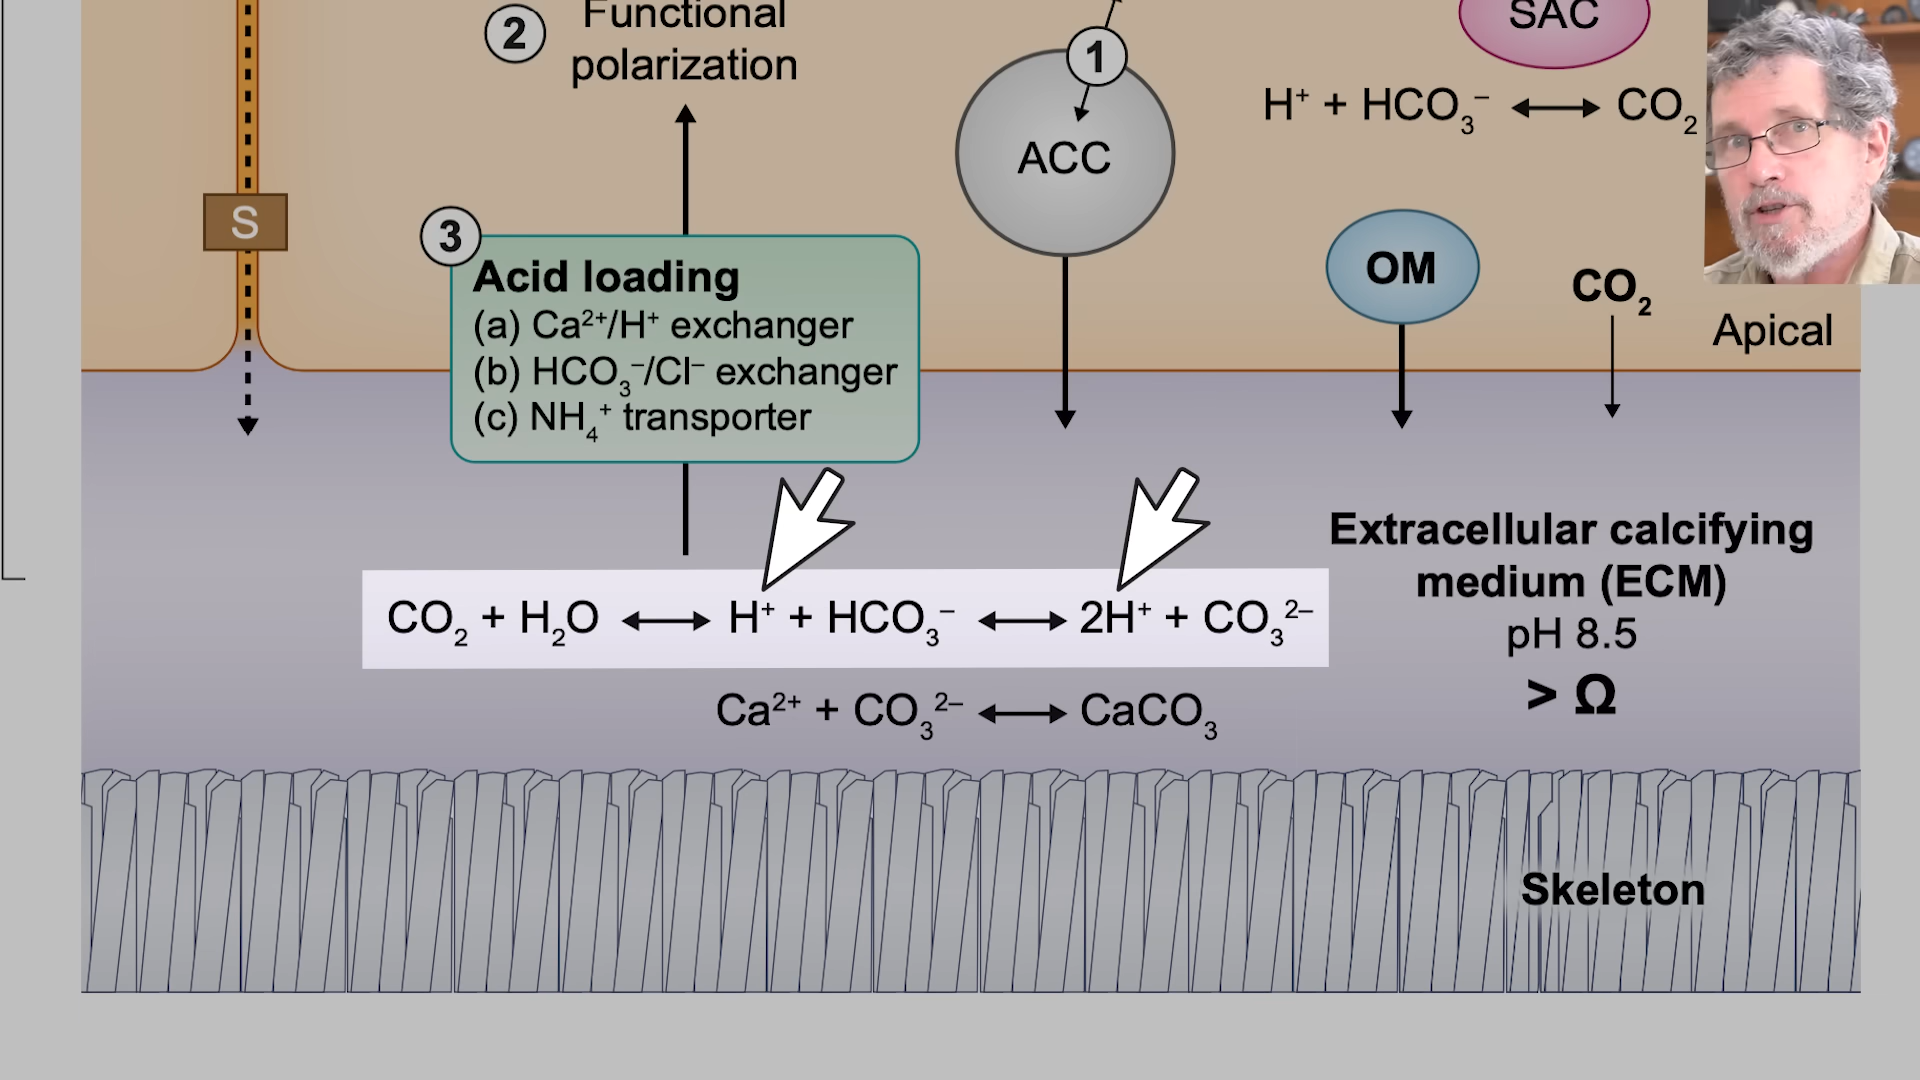 2
Functional
polarization
1
ACC
SAC
H⁺ + HCO₃⁻ ⟷ CO₂
S
3
Acid loading
(a) Ca²⁺/H⁺ exchanger
(b) HCO₃⁻/Cl⁻ exchanger
(c) NH₄⁺ transporter
OM
CO₂
Apical
Extracellular calcifying
medium (ECM)
pH 8.5
> Ω
CO₂ + H₂O ⟷ H⁺ + HCO₃⁻ ⟷ 2H⁺ + CO₃²⁻
Ca²⁺ + CO₃²⁻ ⟷ CaCO₃
Skeleton